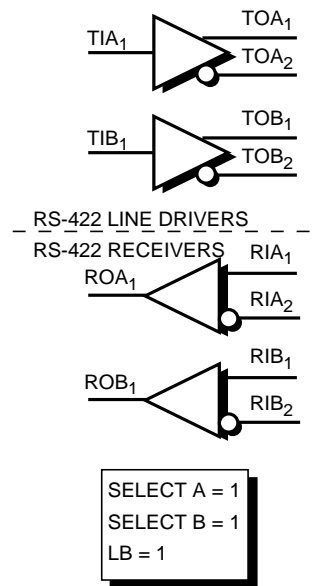 TOA1
TIA1
TOA2
TOB1
TIB1
TOB2
RS-422 LINE DRIVERS
RS-422 RECEIVERS
RIA1
ROA1
RIA2
RIB1
ROB1
RIB2
SELECT A = 1
SELECT B = 1
LB = 1